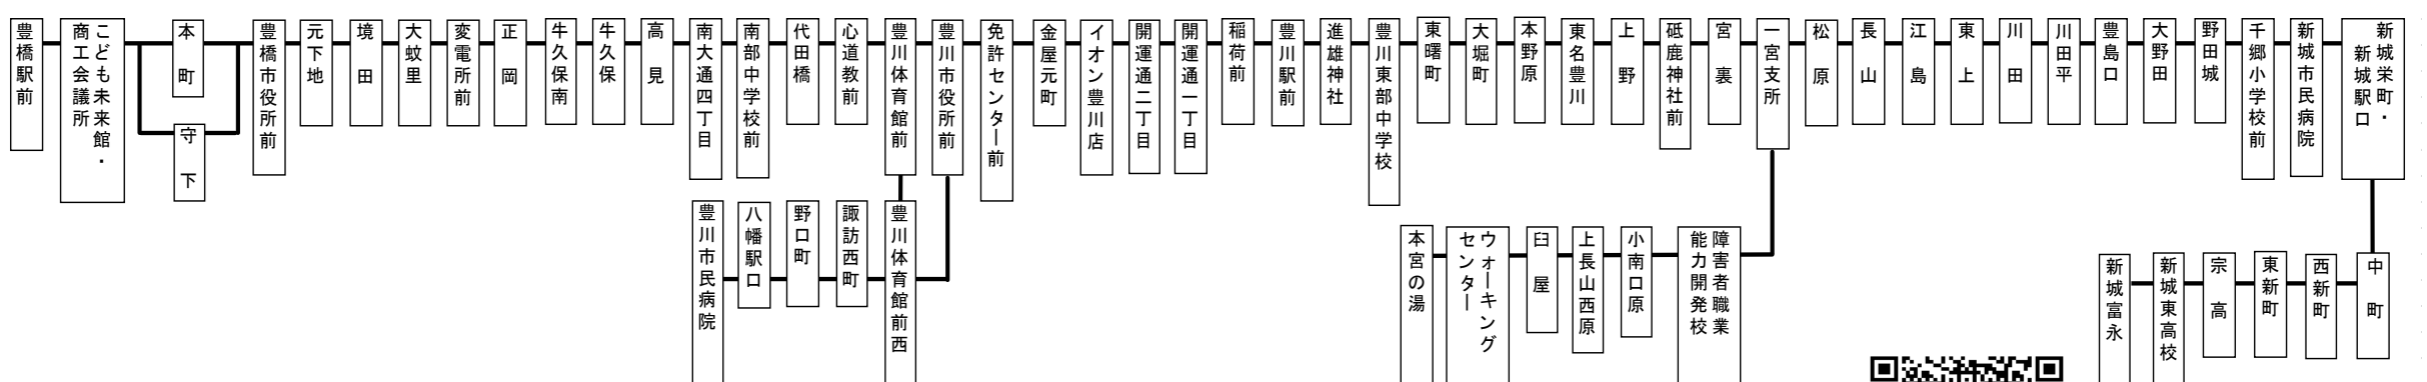 豊橋駅前
こども未来館・
商工会議所
本町
守下
豊橋市役所前
元下地
境田
大蚊里
変電所前
正岡
牛久保南
牛久保
高見
南大通四丁目
南部中学校前
代田橋
心道教前
豊川体育館前
豊川市役所前
免許センター前
金屋元町
イオン豊川店
開運通二丁目
開運通一丁目
稲荷前
豊川駅前
進雄神社
豊川東部中学校
東曙町
大堀町
本野原
東名豊川
上野
砥鹿神社前
宮裏
一宮支所
松原
長山
江島
東上
川田
川田平
豊島口
大野田
野田城
千郷小学校前
新城市民病院
新城栄町・
新城駅口
豊川市民病院
八幡駅口
野口町
諏訪西町
豊川体育館前西
本宮の湯
ウォーキング
センター
臼屋
上長山西原
小南口原
障害者職業
能力開発校
新城富永
新城東高校
宗高
東新町
西新町
中町